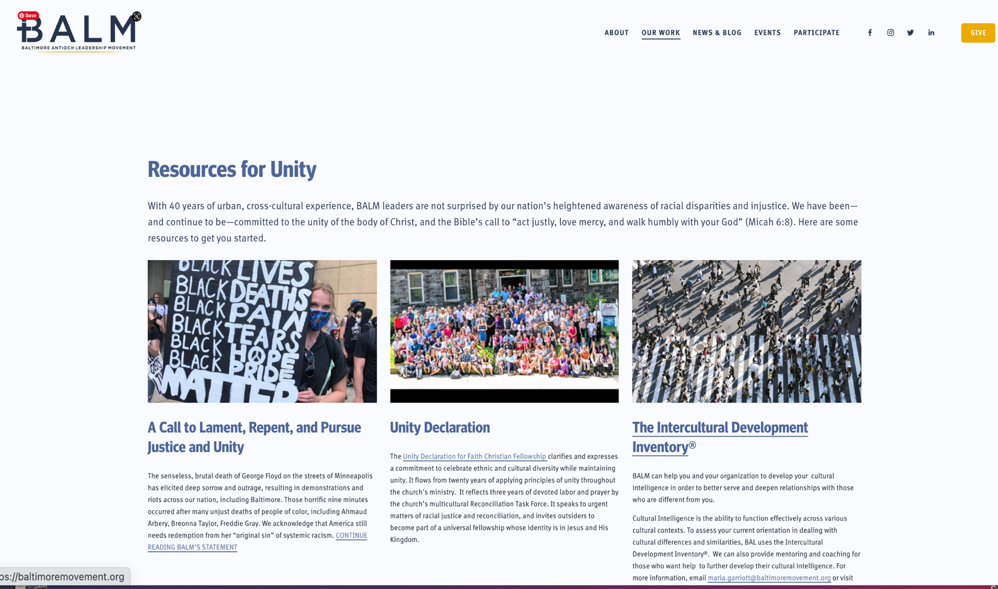 Save
BALM
BALTIMORE ANTIOCH LEADERSHIP MOVEMENT
ABOUT OUR WORK NEWS & BLOG EVENTS PARTICIPATE GIVE
Resources for Unity
With 40 years of urban, cross-cultural experience, BALM leaders are not surprised by our nation’s heightened awareness of racial disparities and injustice. We have been—
and continue to be—committed to the unity of the body of Christ, and the Bible’s call to “act justly, love mercy, and walk humbly with your God” (Micah 6:8). Here are some
resources to get you started.
BLACK LIVES
BLACK DEATHS
BLACK PAIN
BLACK TEARS
BLACK HOPE
BLACK PRIDE
MATTER
A Call to Lament, Repent, and Pursue
Justice and Unity
The senseless, brutal death of George Floyd on the streets of Minneapolis
has elicited deep sorrow and outrage, resulting in demonstrations and
riots across our nation, including Baltimore. Those horrific nine minutes
occurred after many unjust deaths of people of color, including Ahmaud
Arbery, Breonna Taylor, Freddie Gray. We acknowledge that America still
needs redemption from her “original sin” of systemic racism. CONTINUE
READING BALM’S STATEMENT
Unity Declaration
The Unity Declaration for Faith Christian Fellowship clarifies and expresses
a commitment to celebrate ethnic and cultural diversity while maintaining
unity. It flows from twenty years of applying principles of unity throughout
the church’s ministry. It reflects three years of devoted labor and prayer by
the church’s multicultural Reconciliation Task Force. It speaks to urgent
matters of racial justice and reconciliation, and invites outsiders to
become part of a universal fellowship whose identity is in Jesus and His
Kingdom.
The Intercultural Development
Inventory®
BALM can help you and your organization to develop your cultural
intelligence in order to better serve and deepen relationships with those
who are different from you.
Cultural Intelligence is the ability to function effectively across various
cultural contexts. To assess your current orientation in dealing with
cultural differences and similarities, BAL uses the Intercultural
Development Inventory®. We can also provide mentoring and coaching for
those who want help to further develop their cultural intelligence. For
more information, email maria.garriott@baltimoremovement.org or visit
ps://baltimoremovement.org